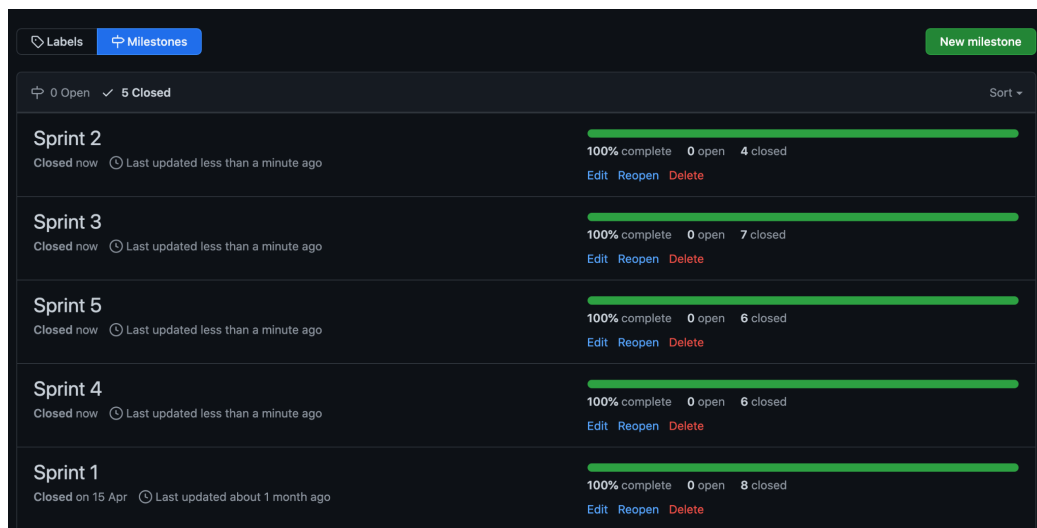 Labels Milestones New milestone
0 Open 5 Closed Sort
Sprint 2
Closed now Last updated less than a minute ago
100% complete 0 open 4 closed
Edit Reopen Delete
Sprint 3
Closed now Last updated less than a minute ago
100% complete 0 open 7 closed
Edit Reopen Delete
Sprint 5
Closed now Last updated less than a minute ago
100% complete 0 open 6 closed
Edit Reopen Delete
Sprint 4
Closed now Last updated less than a minute ago
100% complete 0 open 6 closed
Edit Reopen Delete
Sprint 1
Closed on 15 Apr Last updated about 1 month ago
100% complete 0 open 8 closed
Edit Reopen Delete